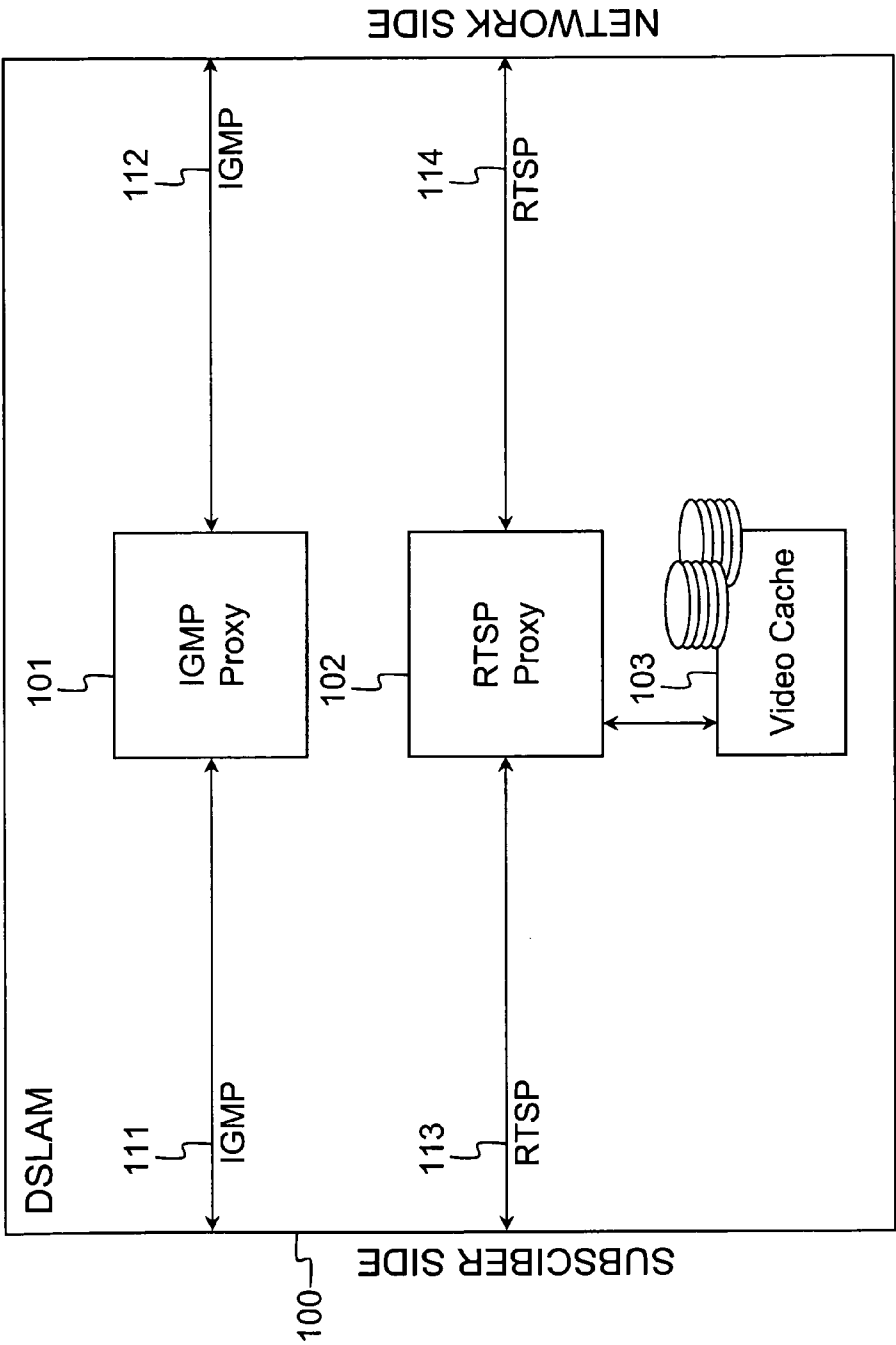 DSLAM
SUBSCIBER SIDE
100
111
IGMP
101
IGMP
Proxy
112
IGMP
113
RTSP
102
RTSP
Proxy
114
RTSP
103
Video Cache
NETWORK SIDE